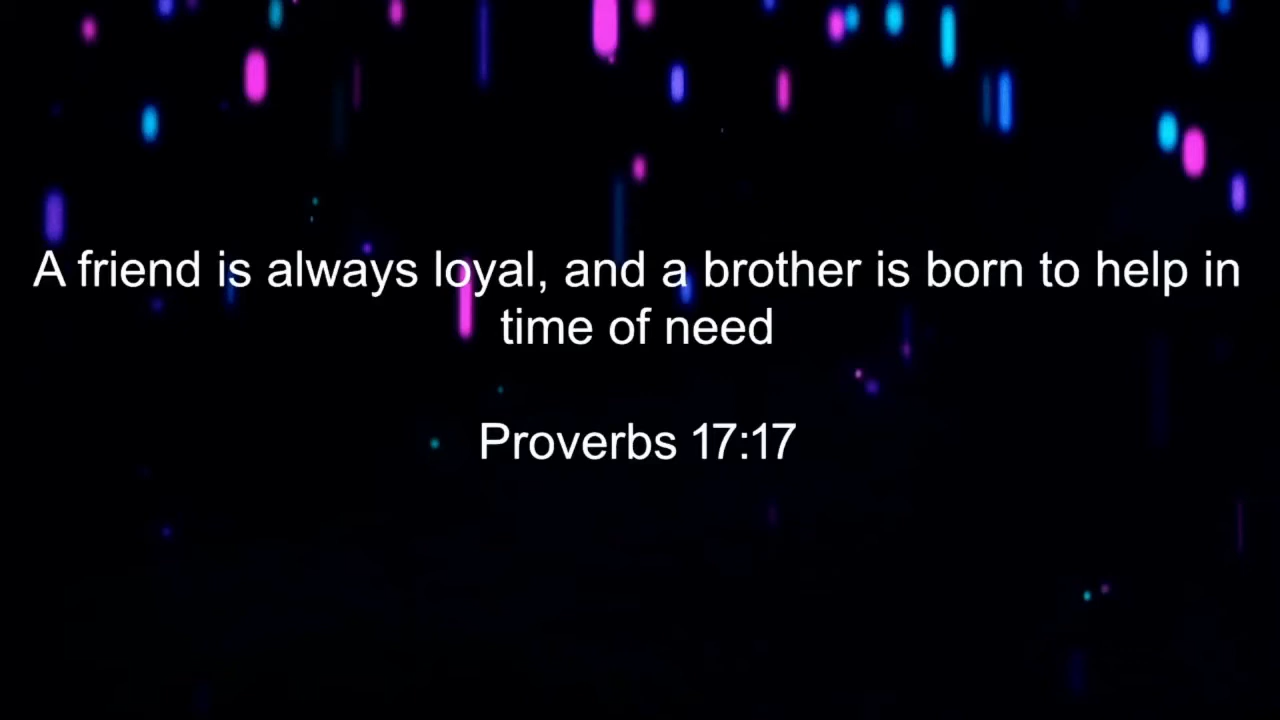 A friend is always loyal, and a brother is born to help in
time of need
Proverbs 17:17